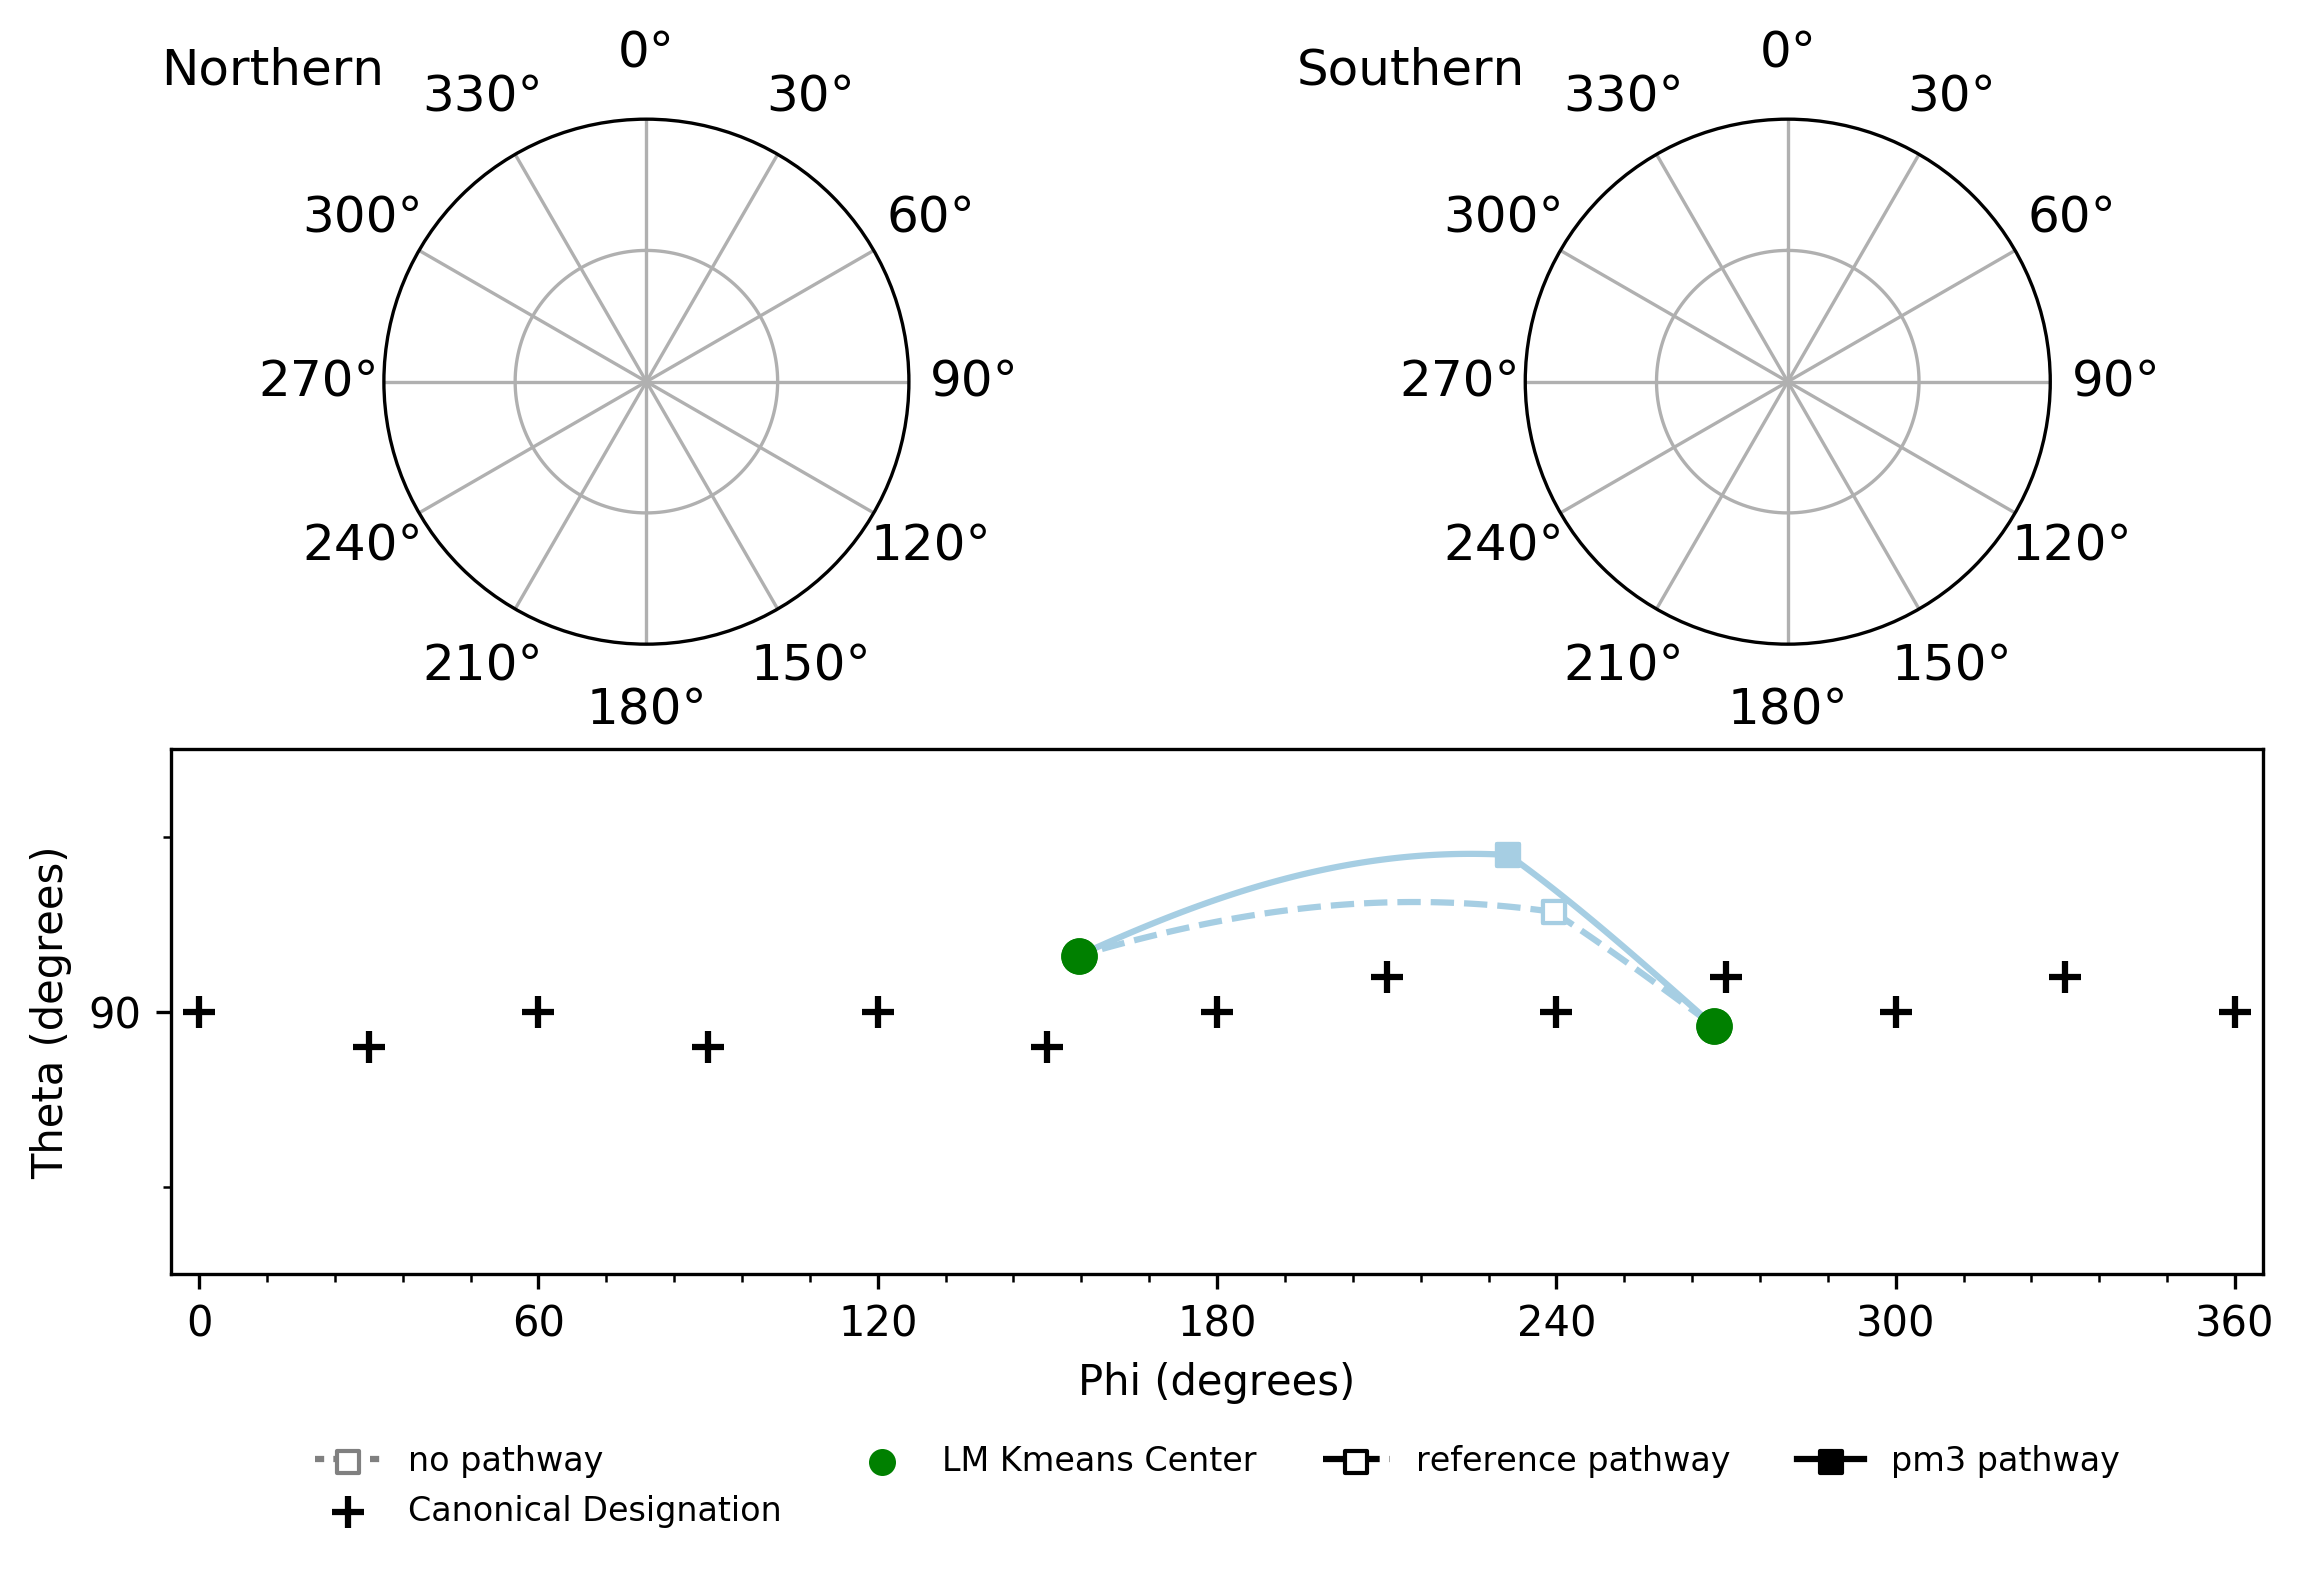 Northern
0°
330°
30°
300°
60°
270°
90°
240°
120°
210°
150°
180°
Southern
0°
330°
30°
300°
60°
270°
90°
240°
120°
210°
150°
180°
Theta (degrees)
90
0 60 120 180 240 300 360
Phi (degrees)
no pathway
Canonical Designation
LM Kmeans Center
reference pathway
pm3 pathway